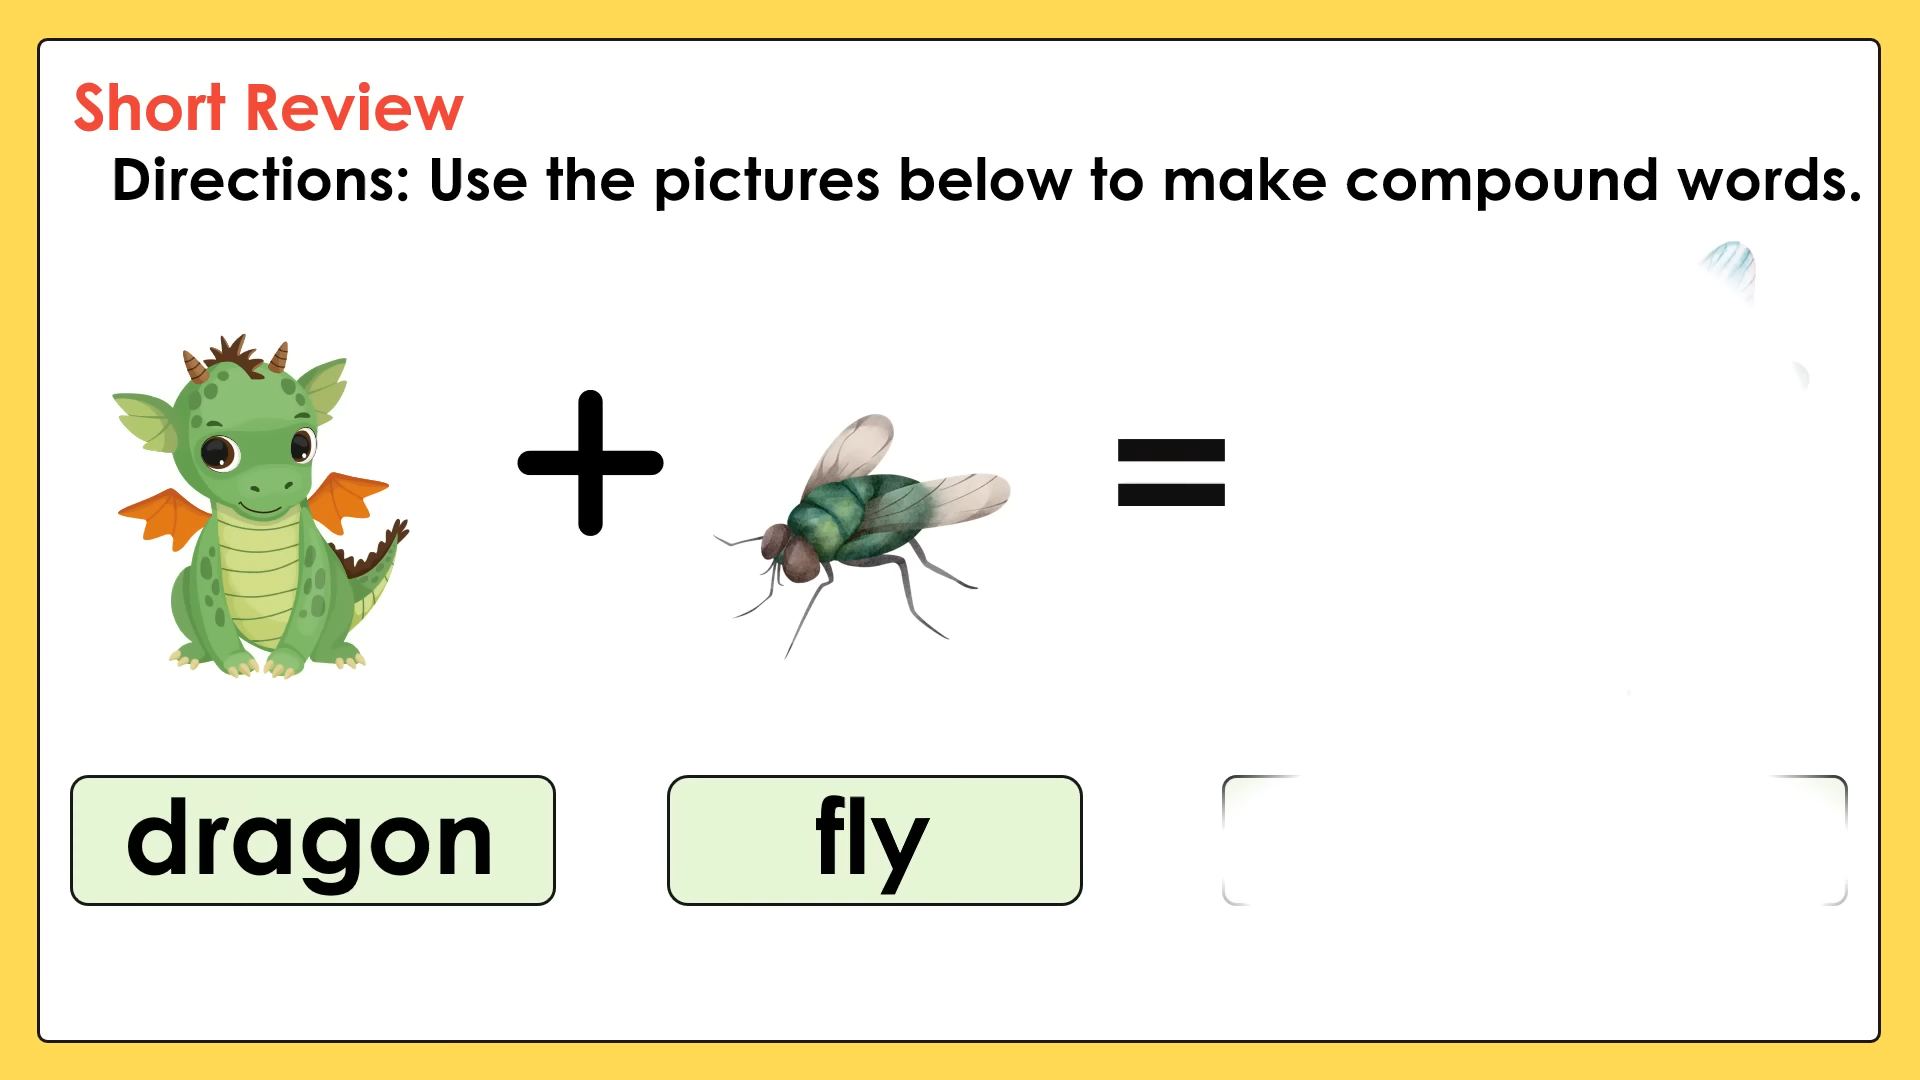 Short Review
Directions: Use the pictures below to make compound words.
dragon
fly